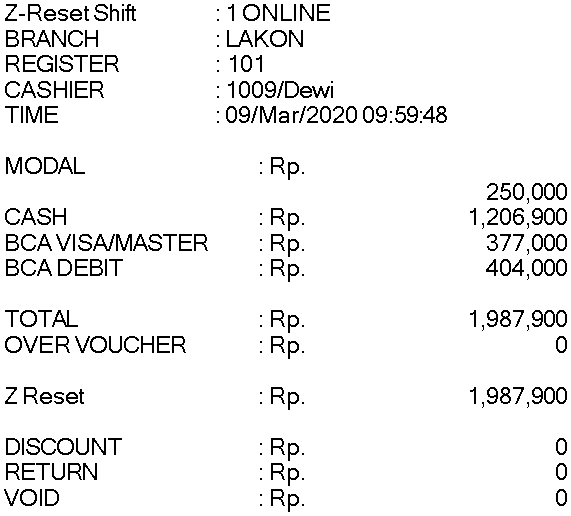 Z-Reset Shift : 1 ONLINE
BRANCH : LAKON
REGISTER : 101
CASHIER : 1009/Dewi
TIME : 09/Mar/2020 09:59:48
MODAL : Rp.
250,000
CASH : Rp. 1,206,900
BCA VISA/MASTER : Rp. 377,000
BCA DEBIT : Rp. 404,000
TOTAL : Rp. 1,987,900
OVER VOUCHER : Rp. 0
Z Reset : Rp. 1,987,900
DISCOUNT : Rp. 0
RETURN : Rp. 0
VOID : Rp. 0